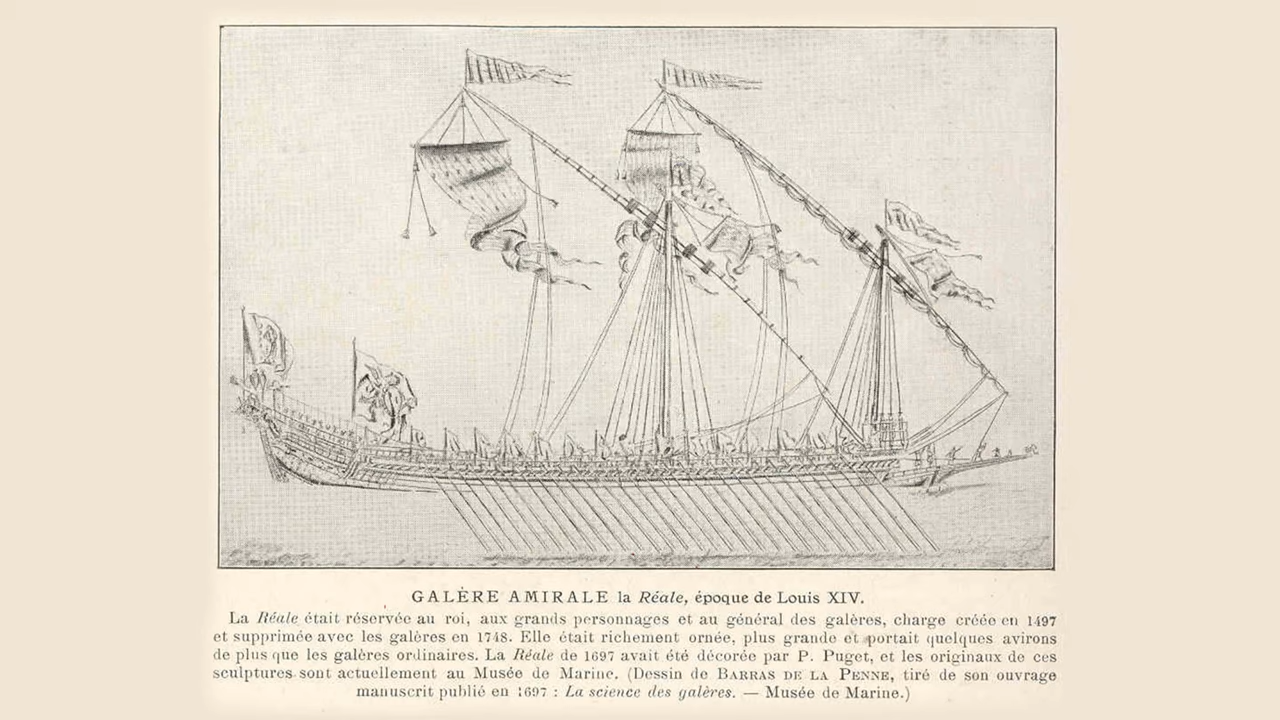 GALÈRE AMIRALE la Réale, époque de Louis XIV.
La Réale était réservée au roi, aux grands personnages et au général des galères, charge créée en 1497
et supprimée avec les galères en 1748. Elle était richement ornée, plus grande et portait quelques avirons
de plus que les galères ordinaires. La Réale de 1697 avait été décorée par P. Puget, et les originaux de ces
sculptures sont actuellement au Musée de Marine. (Dessin de BARRAS DE LA PENNE, tiré de son ouvrage
manuscrit publié en 1697 : La science des galères. — Musée de Marine.)